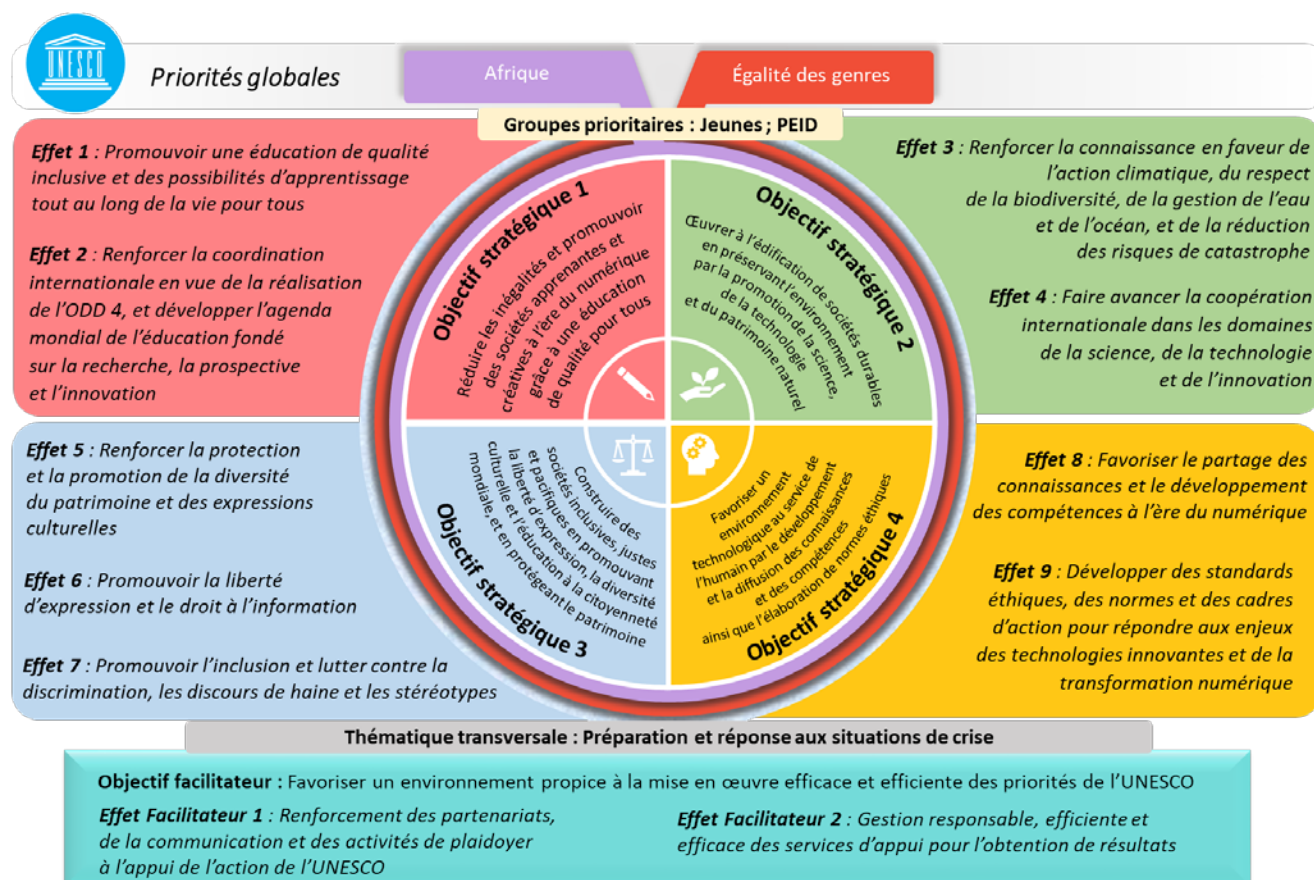 UNESCO
Priorités globales
Afrique
Égalité des genres
Groupes prioritaires : Jeunes ; PEID
Effet 1 : Promouvoir une éducation de qualité
inclusive et des possibilités d’apprentissage
tout au long de la vie pour tous
Effet 2 : Renforcer la coordination
internationale en vue de la réalisation
de l’ODD 4, et développer l’agenda
mondial de l’éducation fondé
sur la recherche, la prospective
et l’innovation
Objectif stratégique 1
Réduire les inégalités et promouvoir
des sociétés apprenantes et
créatives à l’ère du numérique
grâce à une éducation
de qualité pour tous
Objectif stratégique 2
Œuvrer à l’édification de sociétés durables
en préservant l’environnement
par la promotion de la science,
de la technologie
et du patrimoine naturel
Effet 3 : Renforcer la connaissance en faveur de
l’action climatique, du respect
de la biodiversité, de la gestion de l’eau
et de l’océan, et de la réduction
des risques de catastrophe
Effet 4 : Faire avancer la coopération
internationale dans les domaines
de la science, de la technologie
et de l’innovation
Effet 5 : Renforcer la protection
et la promotion de la diversité
du patrimoine et des expressions
culturelles
Effet 6 : Promouvoir la liberté
d’expression et le droit à l’information
Effet 7 : Promouvoir l’inclusion et lutter contre la
discrimination, les discours de haine et les stéréotypes
Construire des
sociétés inclusives, justes
et pacifiques en promouvant
la liberté d’expression, la diversité
culturelle et l’éducation à la citoyenneté
mondiale, et en protégeant le patrimoine
Objectif stratégique 3
Favoriser un
environnement
technologique au service de
l’humain par le développement
et la diffusion des connaissances
et des compétences
ainsi que l’élaboration de normes éthiques
Objectif stratégique 4
Effet 8 : Favoriser le partage des
connaissances et le développement
des compétences à l’ère du numérique
Effet 9 : Développer des standards
éthiques, des normes et des cadres
d’action pour répondre aux enjeux
des technologies innovantes et de la
transformation numérique
Thématique transversale : Préparation et réponse aux situations de crise
Objectif facilitateur : Favoriser un environnement propice à la mise en œuvre efficace et efficiente des priorités de l’UNESCO
Effet Facilitateur 1 : Renforcement des partenariats,
de la communication et des activités de plaidoyer
à l’appui de l’action de l’UNESCO
Effet Facilitateur 2 : Gestion responsable, efficiente et
efficace des services d’appui pour l’obtention de résultats